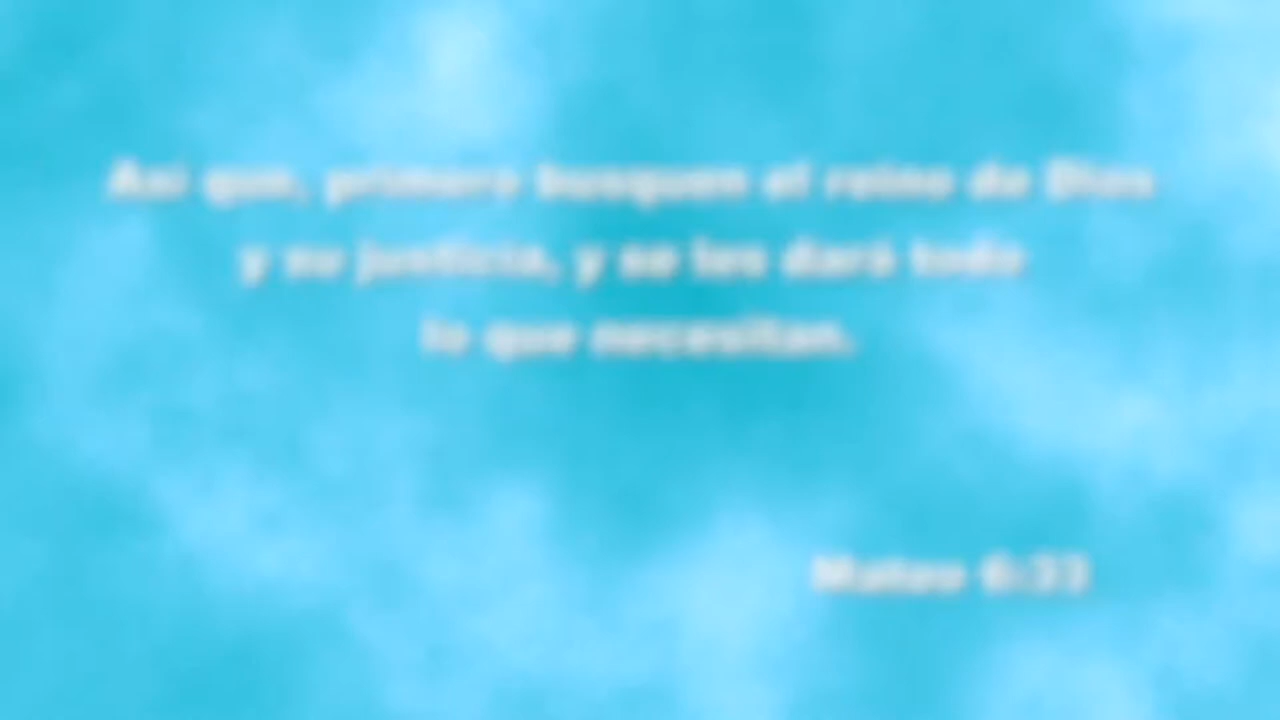 Así que, primero busquen el reino de Dios
y su justicia, y se les dará todo
lo que necesitan.
Mateo 6:33